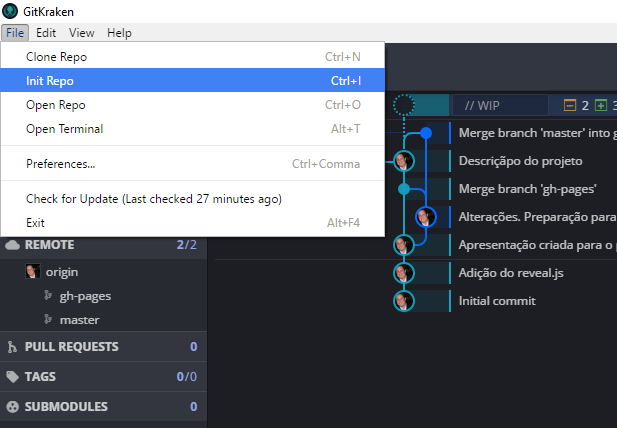 GitKraken
File Edit View Help
Clone Repo Ctrl+N
Init Repo Ctrl+I
Open Repo Ctrl+O
Open Terminal Alt+T
Preferences... Ctrl+Comma
Check for Update (Last checked 27 minutes ago)
Exit Alt+F4
// WIP 2 3
Merge branch 'master' into g
Descriçãpo do projeto
Merge branch 'gh-pages'
Alterações. Preparação para
Apresentação criada para o p
Adição do reveal.js
Initial commit
REMOTE 2/2
origin
gh-pages
master
PULL REQUESTS 0
TAGS 0/0
SUBMODULES 0